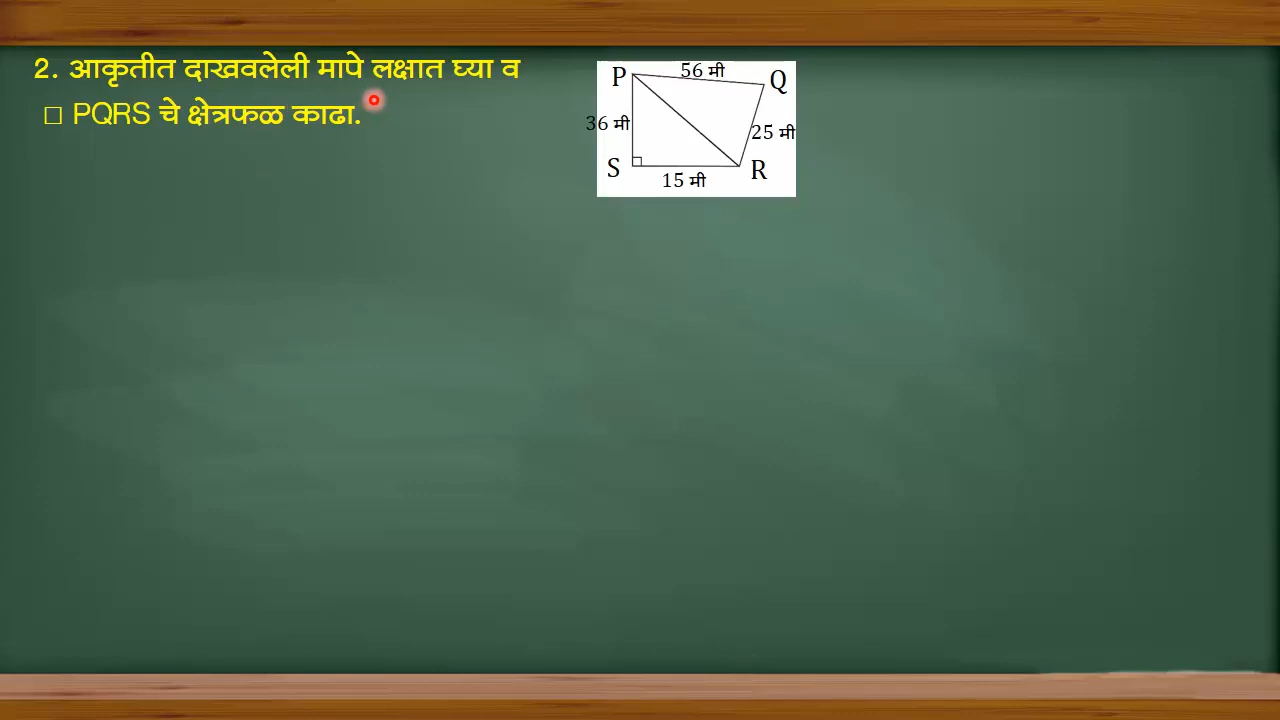 2. आकृतीत दाखवलेली मापे लक्षात घ्या व
□ PQRS चे क्षेत्रफळ काढा.
P 56 मी Q
36 मी 25 मी
S R
15 मी